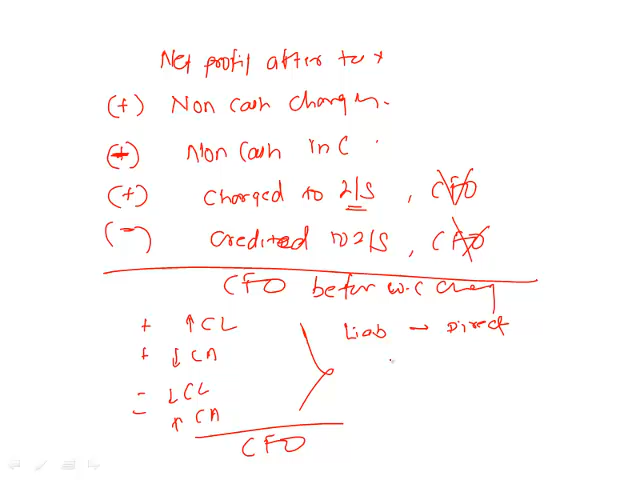 Net profit after tax
(+) Non cash charges.
(-) Non cash inc
(+) charged to I/S, CFO
(-) credited to I/S, CFO
CFO before w.c chang
+ ↑ CL
+ ↓ CA
- ↓ CL
- ↑ CA
Liab → Direct
CFO